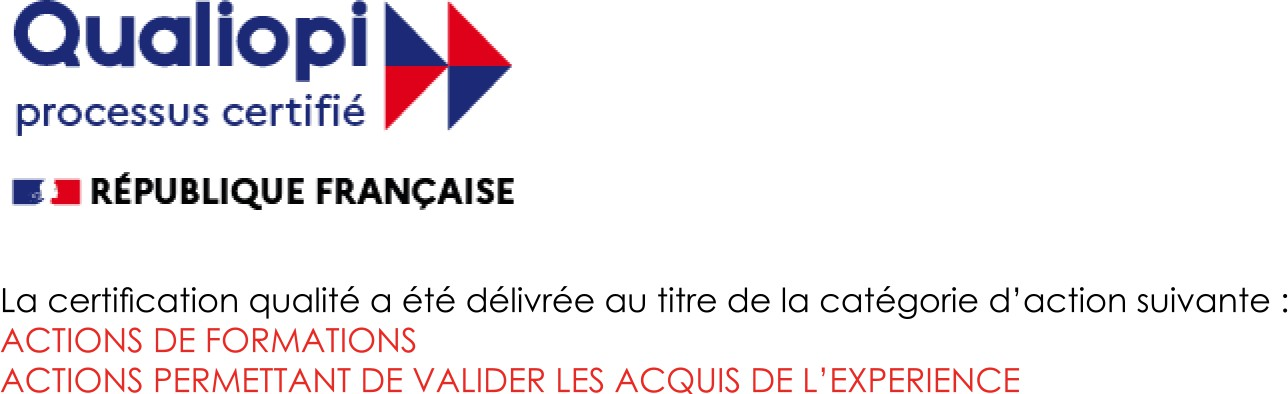 Qualiopi
processus certifié
RÉPUBLIQUE FRANÇAISE
La certification qualité a été délivrée au titre de la catégorie d’action suivante :
ACTIONS DE FORMATIONS
ACTIONS PERMETTANT DE VALIDER LES ACQUIS DE L’EXPERIENCE